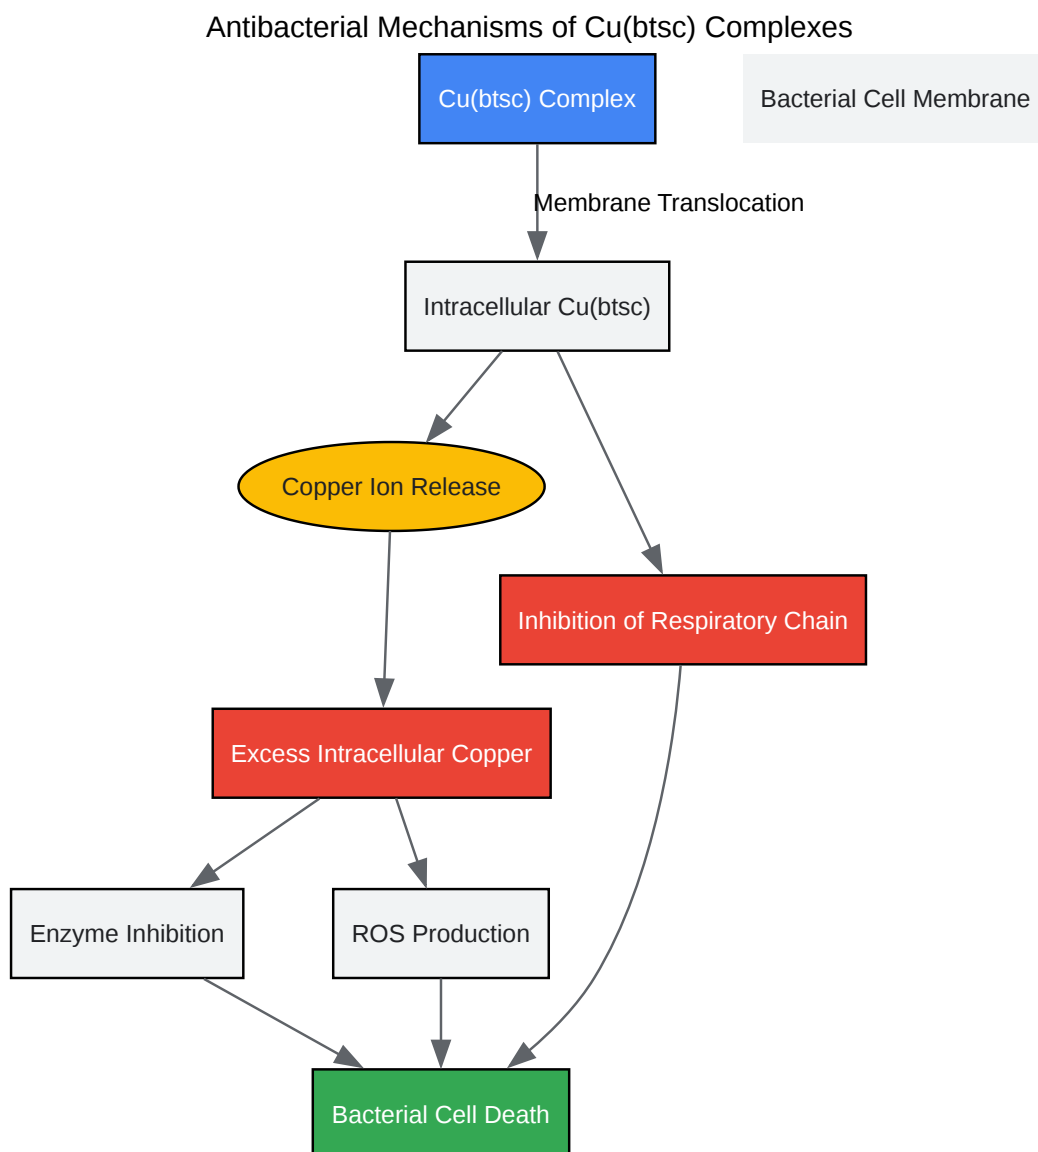 Antibacterial Mechanisms of Cu(btsc) Complexes
Cu(btsc) Complex
Bacterial Cell Membrane
Membrane Translocation
Intracellular Cu(btsc)
Copper Ion Release
Inhibition of Respiratory Chain
Excess Intracellular Copper
Enzyme Inhibition
ROS Production
Bacterial Cell Death